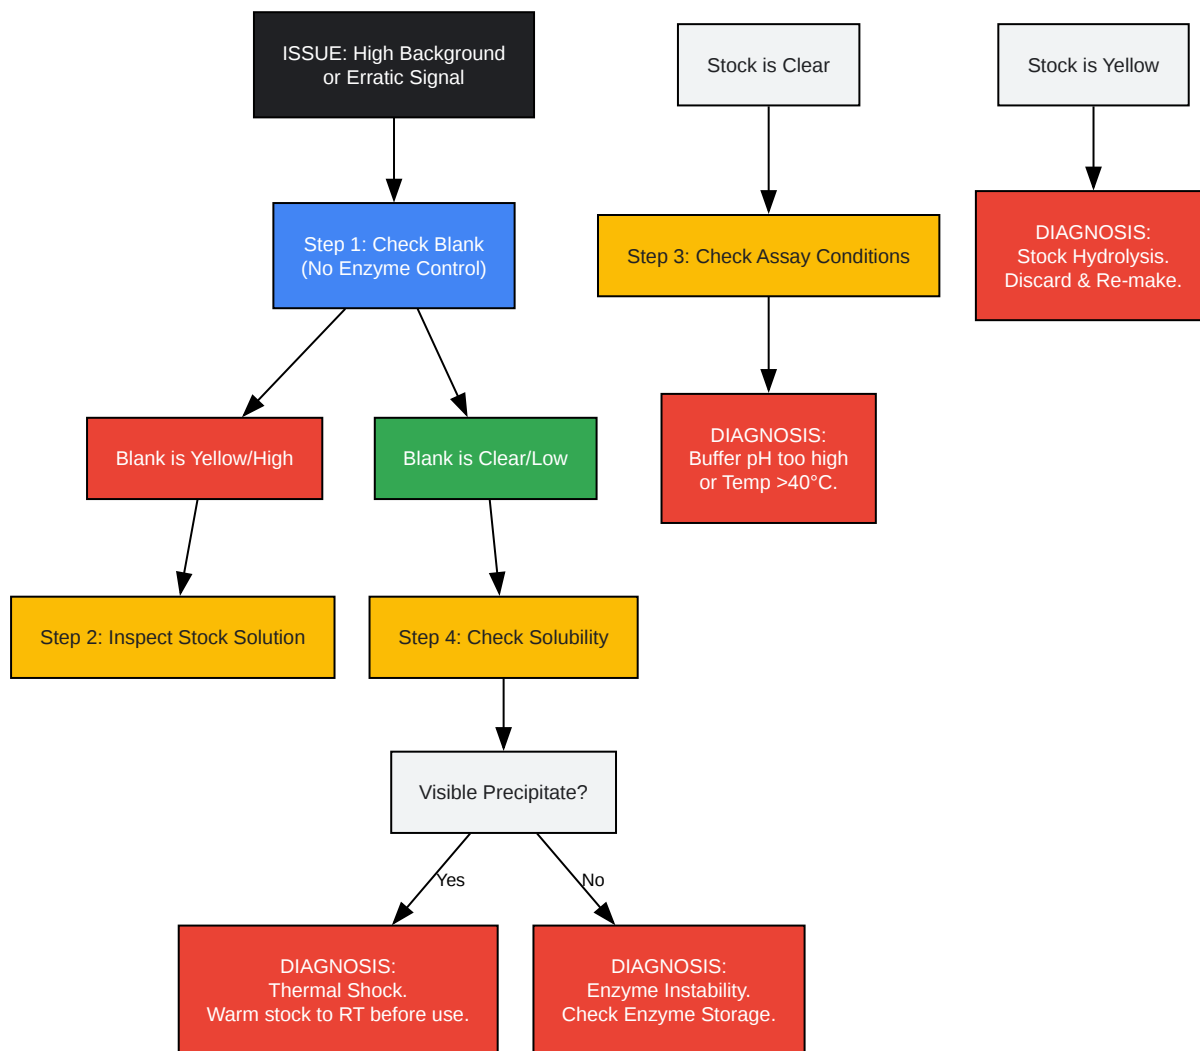 ISSUE: High Background
or Erratic Signal
Stock is Clear
Stock is Yellow
Step 1: Check Blank
(No Enzyme Control)
Step 3: Check Assay Conditions
DIAGNOSIS:
Stock Hydrolysis.
Discard & Re-make.
Blank is Yellow/High
Blank is Clear/Low
DIAGNOSIS:
Buffer pH too high
or Temp >40°C.
Step 2: Inspect Stock Solution
Step 4: Check Solubility
Visible Precipitate?
Yes
No
DIAGNOSIS:
Thermal Shock.
Warm stock to RT before use.
DIAGNOSIS:
Enzyme Instability.
Check Enzyme Storage.